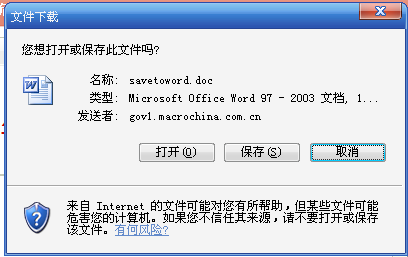 文件下载
您想打开或保存此文件吗?
名称: savetoword.doc
类型: Microsoft Office Word 97 - 2003 文档, 1...
发送者: gov1.macrochina.com.cn
打开(O) 保存(S) 取消
来自 Internet 的文件可能对您有所帮助，但某些文件可能
危害您的计算机。如果您不信任其来源，请不要打开或保存
该文件。有何风险?